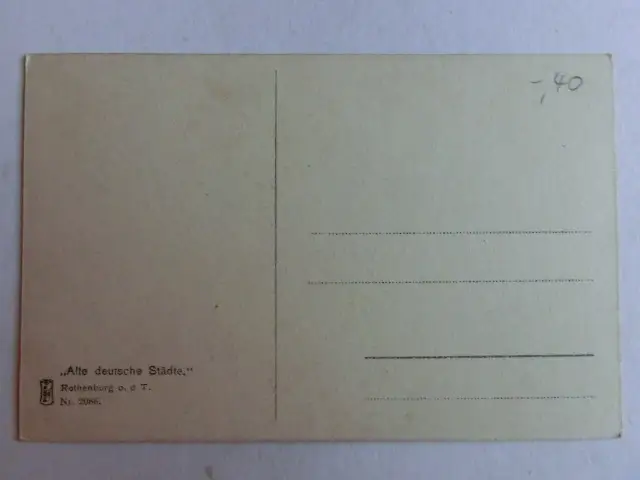 -,40
„Alte deutsche Städte."
Rothenburg o. d T.
Nr. 2086.